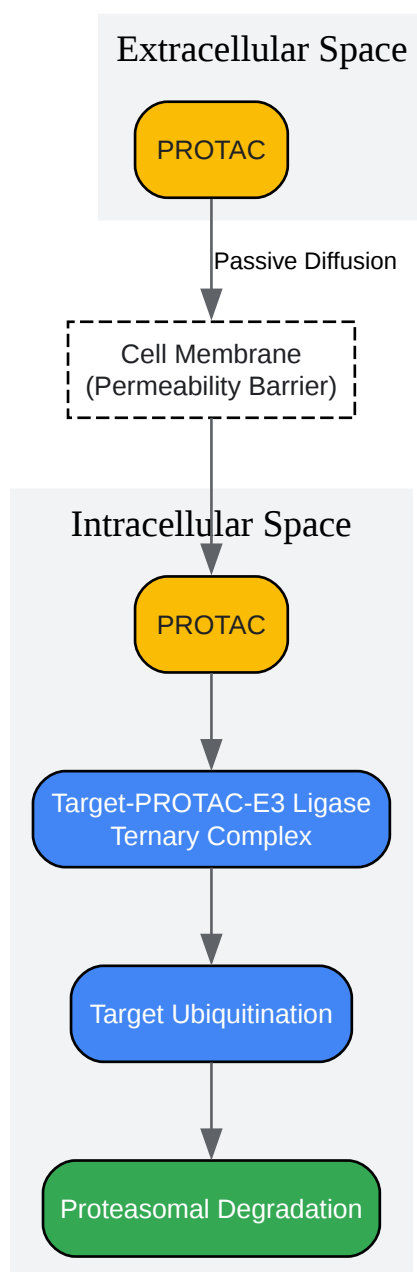 Extracellular Space
PROTAC
Passive Diffusion
Cell Membrane
(Permeability Barrier)
Intracellular Space
PROTAC
Target-PROTAC-E3 Ligase
Ternary Complex
Target Ubiquitination
Proteasomal Degradation